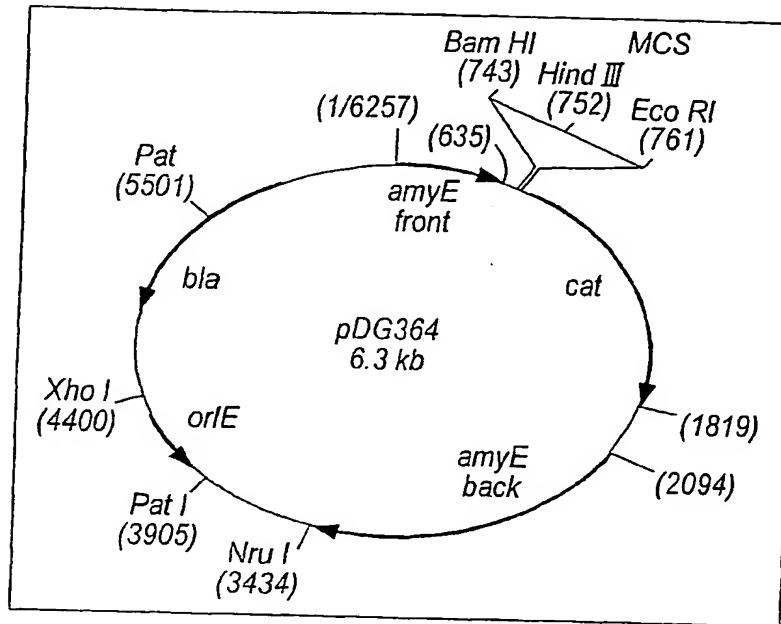 Bam HI
(743)
MCS
Hind III
(752)
Eco RI
(761)
(1/6257)
(635)
Pat
(5501)
amyE
front
bla
cat
pDG364
6.3 kb
Xho I
(4400)
orIE
(1819)
amyE
back
(2094)
Pat I
(3905)
Nru I
(3434)